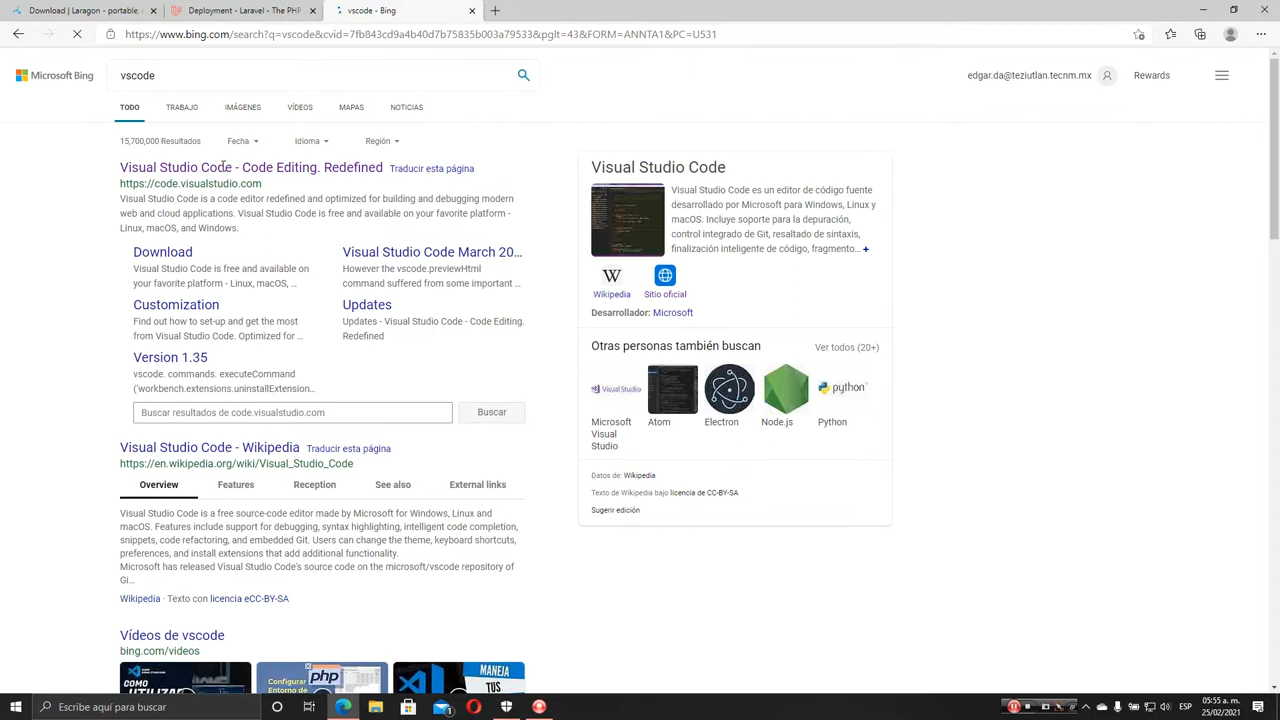 Download | laragon - portable
Laravel - The PHP
vscode - Bing
https://www.bing.com/search?q=vscode&cvid=7fb843cd9a4b40d7b75835b003a79533&pglt=43&FORM=ANNTA1&PC=U531
Microsoft Bing
vscode
edgar.da@teziutlan.tecnm.mx
Rewards
TODO
TRABAJO
IMÁGENES
VÍDEOS
MAPAS
NOTICIAS
15,700,000 Resultados
Fecha
Idioma
Región
Visual Studio Code - Code Editing. Redefined
Traducir esta página
https://code.visualstudio.com
Visual Studio Code is a code editor redefined and optimized for building and debugging modern
web and cloud applications. Visual Studio Code is free and available on your favorite platform -
Linux, macOS, and Windows.
Download
Visual Studio Code is free and available on
your favorite platform - Linux, macOS, ...
Visual Studio Code March 20...
However the vscode.previewHtml
command suffered from some important ...
Customization
Find out how to set-up and get the most
from Visual Studio Code. Optimized for ...
Updates
Updates - Visual Studio Code - Code Editing.
Redefined
Version 1.35
vscode. commands. executeCommand
('workbench.extensions.uninstallExtension...
Buscar resultados de code.visualstudio.com
Buscar
Visual Studio Code - Wikipedia
Traducir esta página
https://en.wikipedia.org/wiki/Visual_Studio_Code
Overview
Features
Reception
See also
External links
Visual Studio Code is a free source-code editor made by Microsoft for Windows, Linux and
macOS. Features include support for debugging, syntax highlighting, intelligent code completion,
snippets, code refactoring, and embedded Git. Users can change the theme, keyboard shortcuts,
preferences, and install extensions that add additional functionality.
Microsoft has released Visual Studio Code's source code on the microsoft/vscode repository of
Gi...
Wikipedia · Texto con licencia eCC-BY-SA
Vídeos de vscode
bing.com/videos
COMO
Configurar
Entorno de
php
MANEJA
TUS
Visual Studio Code
Visual Studio Code es un editor de código fuente
desarrollado por Microsoft para Windows, Linux y
macOS. Incluye soporte para la depuración,
control integrado de Git, resaltado de sintaxis,
finalización inteligente de código, fragmento... +
Wikipedia
Sitio oficial
Desarrollador: Microsoft
Otras personas también buscan
Ver todos (20+)
Visual Studio
python
Microsoft
Visual
Studio
Atom
Electron
Node.js
Python
Datos de: Wikipedia
Texto de Wikipedia bajo licencia de CC-BY-SA
Sugerir edición
Escribe aquí para buscar
ESP
05:55 a. m.
25/02/2021